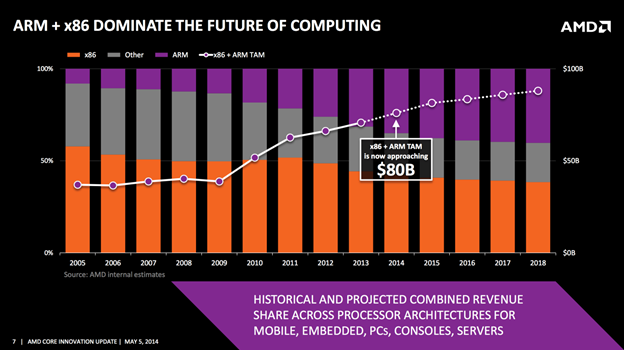 ARM + x86 DOMINATE THE FUTURE OF COMPUTING
AMD
x86 Other ARM x86 + ARM TAM
100% $100B
50% $50B
0% $0B
x86 + ARM TAM
is now approaching
$80B
2005 2006 2007 2008 2009 2010 2011 2012 2013 2014 2015 2016 2017 2018
Source: AMD internal estimates
HISTORICAL AND PROJECTED COMBINED REVENUE
SHARE ACROSS PROCESSOR ARCHITECTURES FOR
MOBILE, EMBEDDED, PCs, CONSOLES, SERVERS
7 | AMD CORE INNOVATION UPDATE | MAY 5, 2014